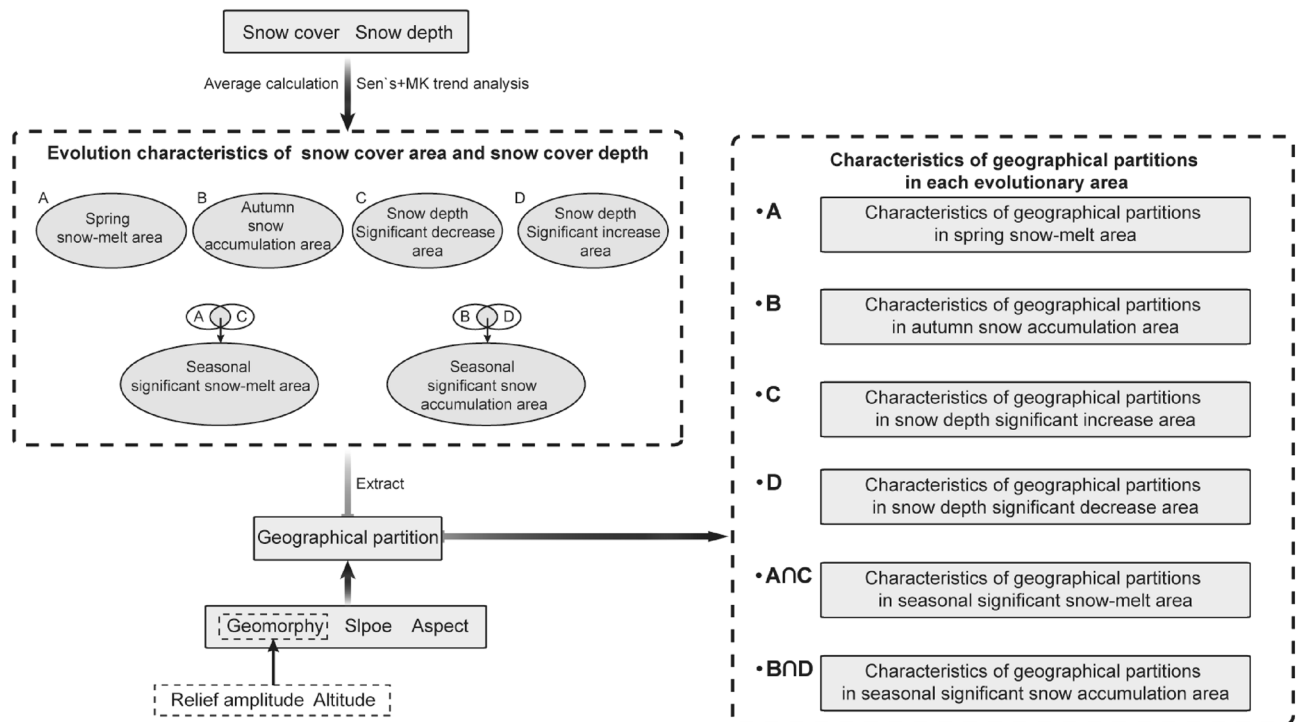 Snow cover Snow depth
Average calculation Sen`s+MK trend analysis
Evolution characteristics of snow cover area and snow cover depth
A
Spring
snow-melt area
B
Autumn
snow
accumulation area
C
Snow depth
Significant decrease
area
D
Snow depth
Significant increase
area
A C
Seasonal
significant snow-melt area
B D
Seasonal
significant snow
accumulation area
Extract
Geographical partition
Geomorphy Slpoe Aspect
Relief amplitude Altitude
Characteristics of geographical partitions
in each evolutionary area
•A
Characteristics of geographical partitions
in spring snow-melt area
•B
Characteristics of geographical partitions
in autumn snow accumulation area
•C
Characteristics of geographical partitions
in snow depth significant increase area
•D
Characteristics of geographical partitions
in snow depth significant decrease area
•A∩C
Characteristics of geographical partitions
in seasonal significant snow-melt area
•B∩D
Characteristics of geographical partitions
in seasonal significant snow accumulation area